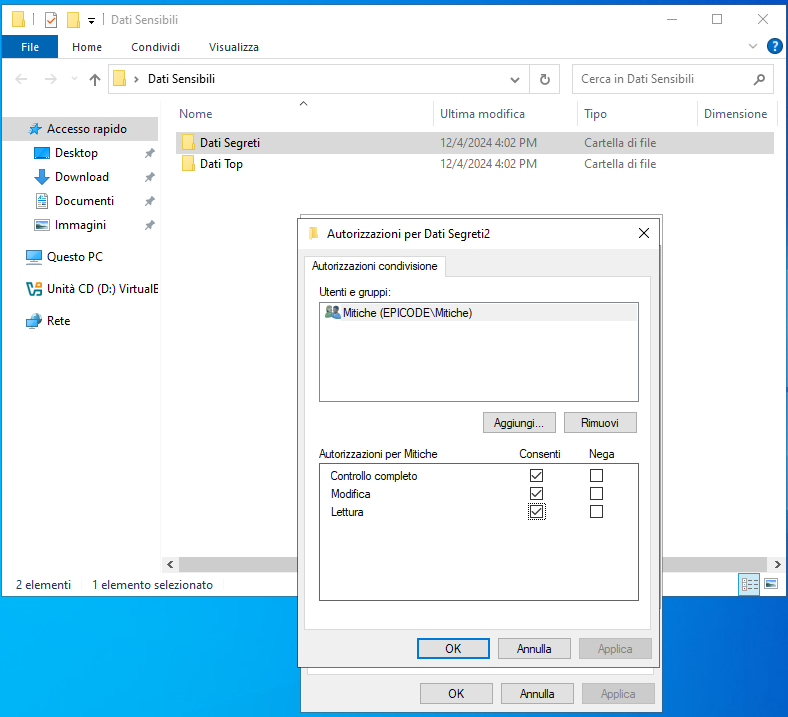 Dati Sensibili
File Home Condividi Visualizza
Dati Sensibili
Cerca in Dati Sensibili
Nome Ultima modifica Tipo Dimensione
Accesso rapido
Desktop
Download
Documenti
Immagini
Questo PC
Unità CD (D:) VirtualB
Rete
Dati Segreti 12/4/2024 4:02 PM Cartella di file
Dati Top 12/4/2024 4:02 PM Cartella di file
Autorizzazioni per Dati Segreti2
Autorizzazioni condivisione
Utenti e gruppi:
Mitiche (EPICODE\Mitiche)
Aggiungi... Rimuovi
Autorizzazioni per Mitiche Consenti Nega
Controllo completo
Modifica
Lettura
OK Annulla Applica
OK Annulla Applica
2 elementi 1 elemento selezionato